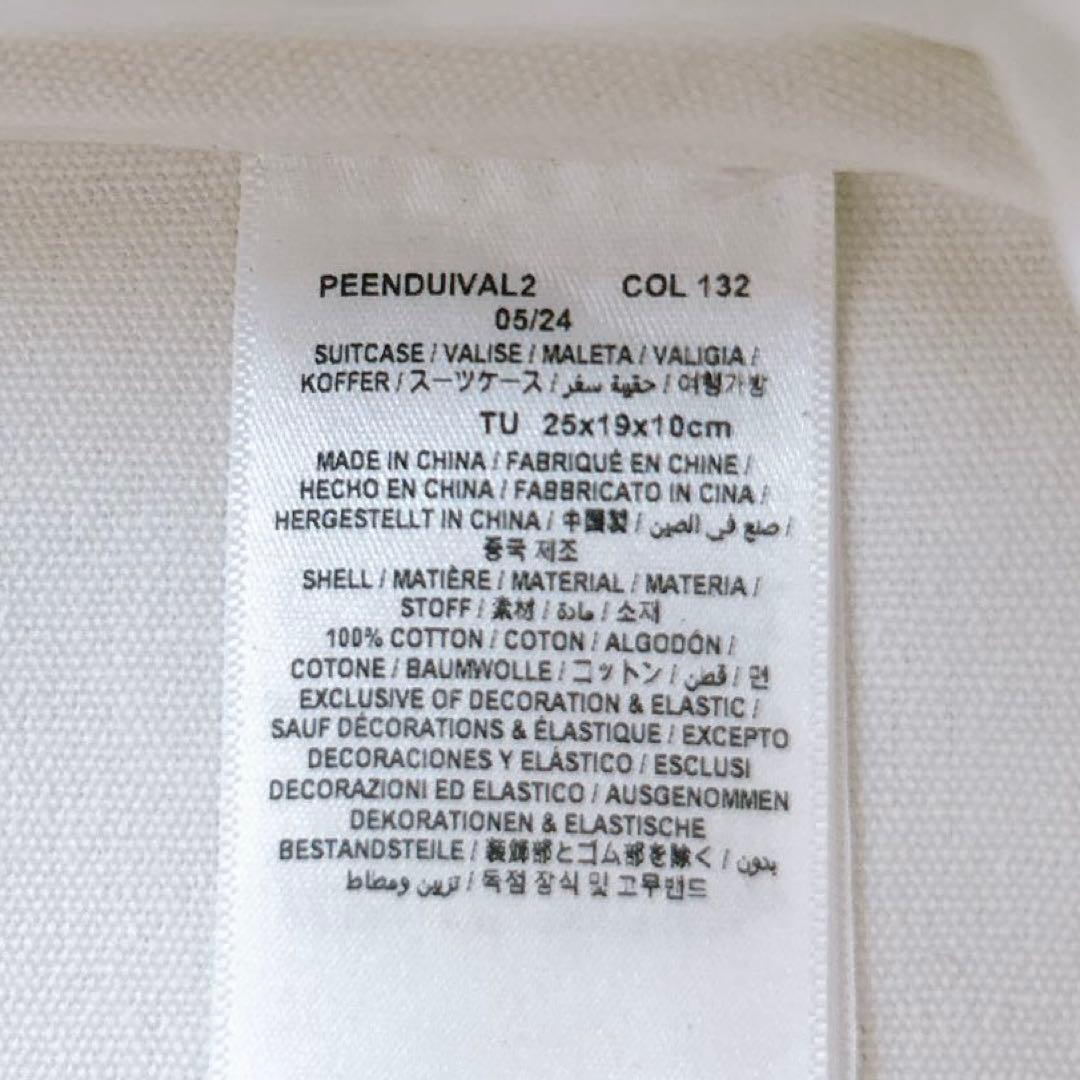 PEENDUIVAL2 COL 132
05/24
SUITCASE / VALISE / MALETA / VALIGIA /
KOFFER / スーツケース / حقيبة سفر / 여행가방
TU 25x19x10cm
MADE IN CHINA / FABRIQUÉ EN CHINE /
HECHO EN CHINA / FABBRICATO IN CINA /
HERGESTELLT IN CHINA / 中国製 / صنع في الصين /
중국 제조
SHELL / MATIÈRE / MATERIAL / MATERIA /
STOFF / 素材 / مادة / 소재
100% COTTON / COTON / ALGODÓN /
COTONE / BAUMWOLLE / コットン / قطن / 면
EXCLUSIVE OF DECORATION & ELASTIC /
SAUF DÉCORATIONS & ÉLASTIQUE / EXCEPTO
DECORACIONES Y ELÁSTICO / ESCLUSI
DECORAZIONI ED ELASTICO / AUSGENOMMEN
DEKORATIONEN & ELASTISCHE
BESTANDSTEILE / 装飾部とゴム部を除く / بدون
تزيين ومطاط / 독점 장식 및 고무밴드